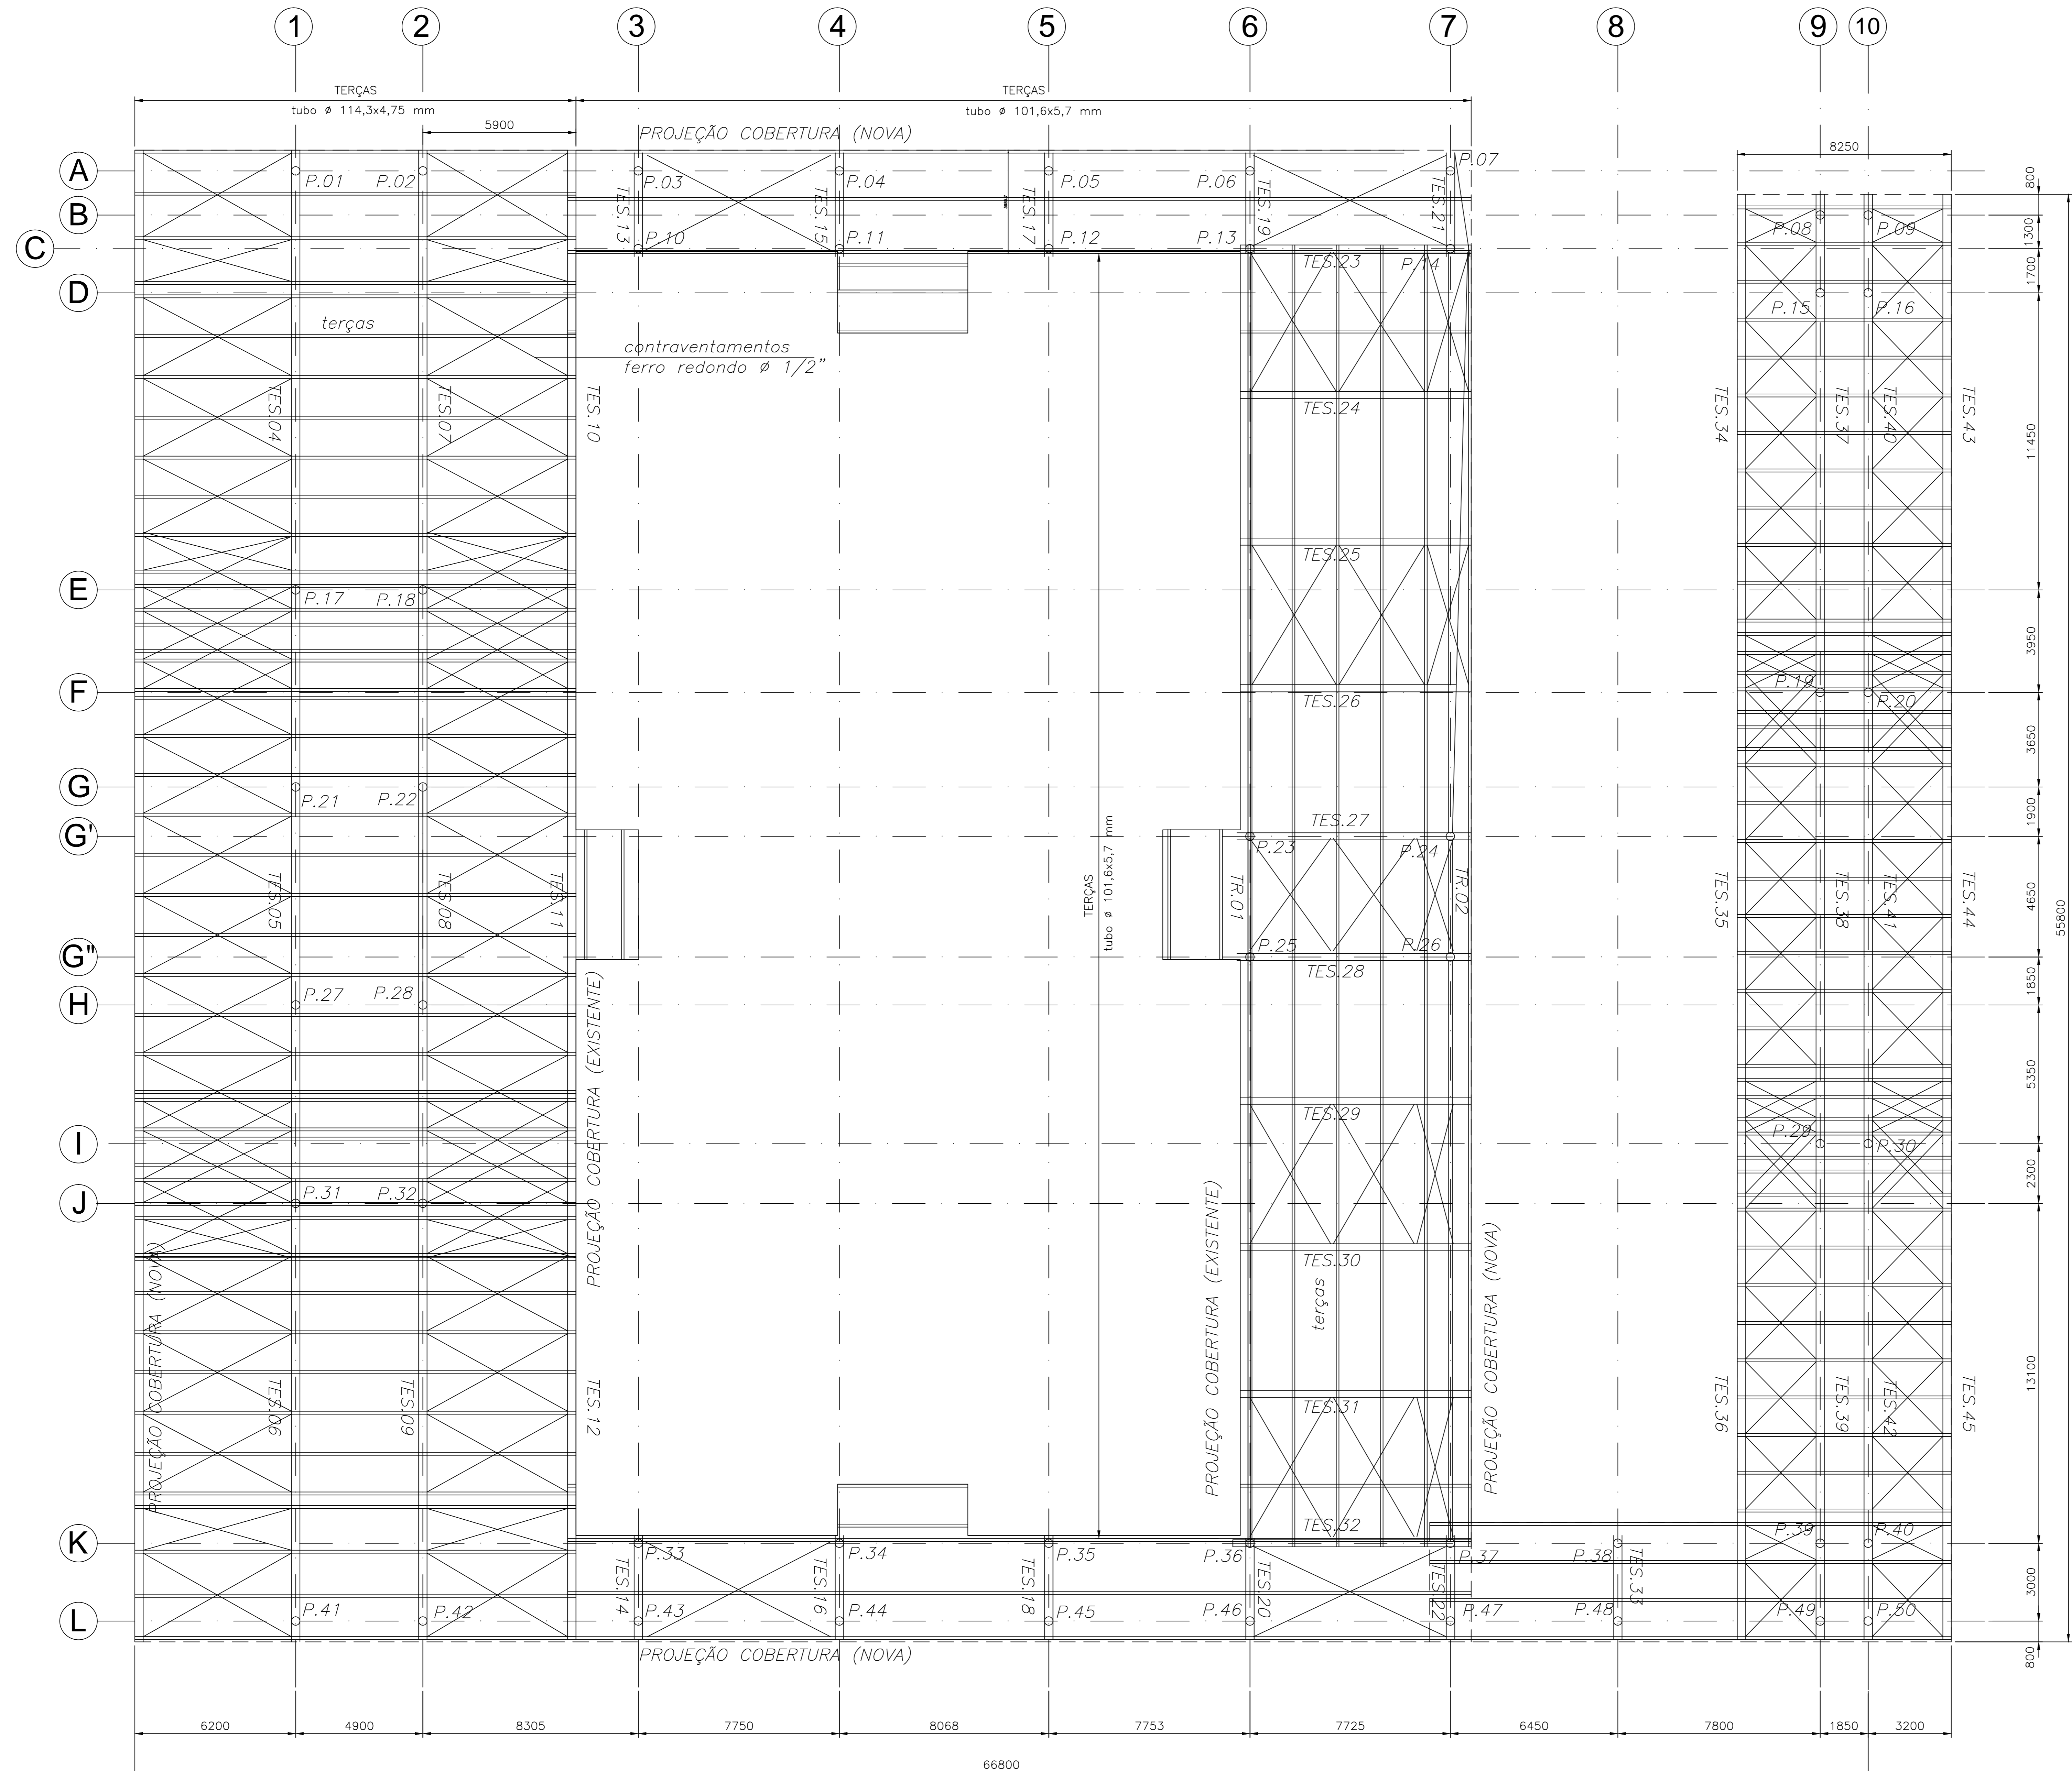 1 2 3 4 5 6 7 8 9 10
TERÇAS
tubo ø 114,3x4,75 mm
5900
TERÇAS
tubo ø 101,6x5,7 mm
PROJEÇÃO COBERTURA (NOVA)
8250
A
P.01 P.02 P.03 P.04 P.05 P.06 P.07
800
B
TES.13 TES.15 TES.17 TES.19 TES.21
P.08 P.09
1300
C
P.10 P.11 P.12 P.13 P.14
TES.23
1700
D
P.15 P.16
terças
contraventamentos
ferro redondo ø 1/2"
TES.04 TES.07 TES.10
TES.24
TES.34 TES.37 TES.40 TES.43
11450
TES.25
E
P.17 P.18
3950
F
TES.26
P.19 P.20
3650
G
P.21 P.22
1900
G'
TES.27
P.23 P.24
TERÇAS
tubo ø 101,6x5,7 mm
TES.05 TES.08 TES.11
TR.01 TR.02
TES.35 TES.38 TES.41 TES.44
4650
55800
G"
P.25 P.26
TES.28
1850
H
P.27 P.28
PROJEÇÃO COBERTURA (EXISTENTE)
5350
TES.29
I
P.29 P.30
2300
J
P.31 P.32
PROJEÇÃO COBERTURA (NOVA)
PROJEÇÃO COBERTURA (EXISTENTE)
TES.30
terças
PROJEÇÃO COBERTURA (NOVA)
13100
TES.06 TES.09 TES.12
TES.31
TES.36 TES.39 TES.42 TES.45
TES.32
K
P.33 P.34 P.35 P.36 P.37 P.38 P.39 P.40
TES.14 TES.16 TES.18 TES.20 TES.22 TES.33
3000
L
P.41 P.42 P.43 P.44 P.45 P.46 P.47 P.48 P.49 P.50
PROJEÇÃO COBERTURA (NOVA)
800
6200 4900 8305 7750 8068 7753 7725 6450 7800 1850 3200
66800